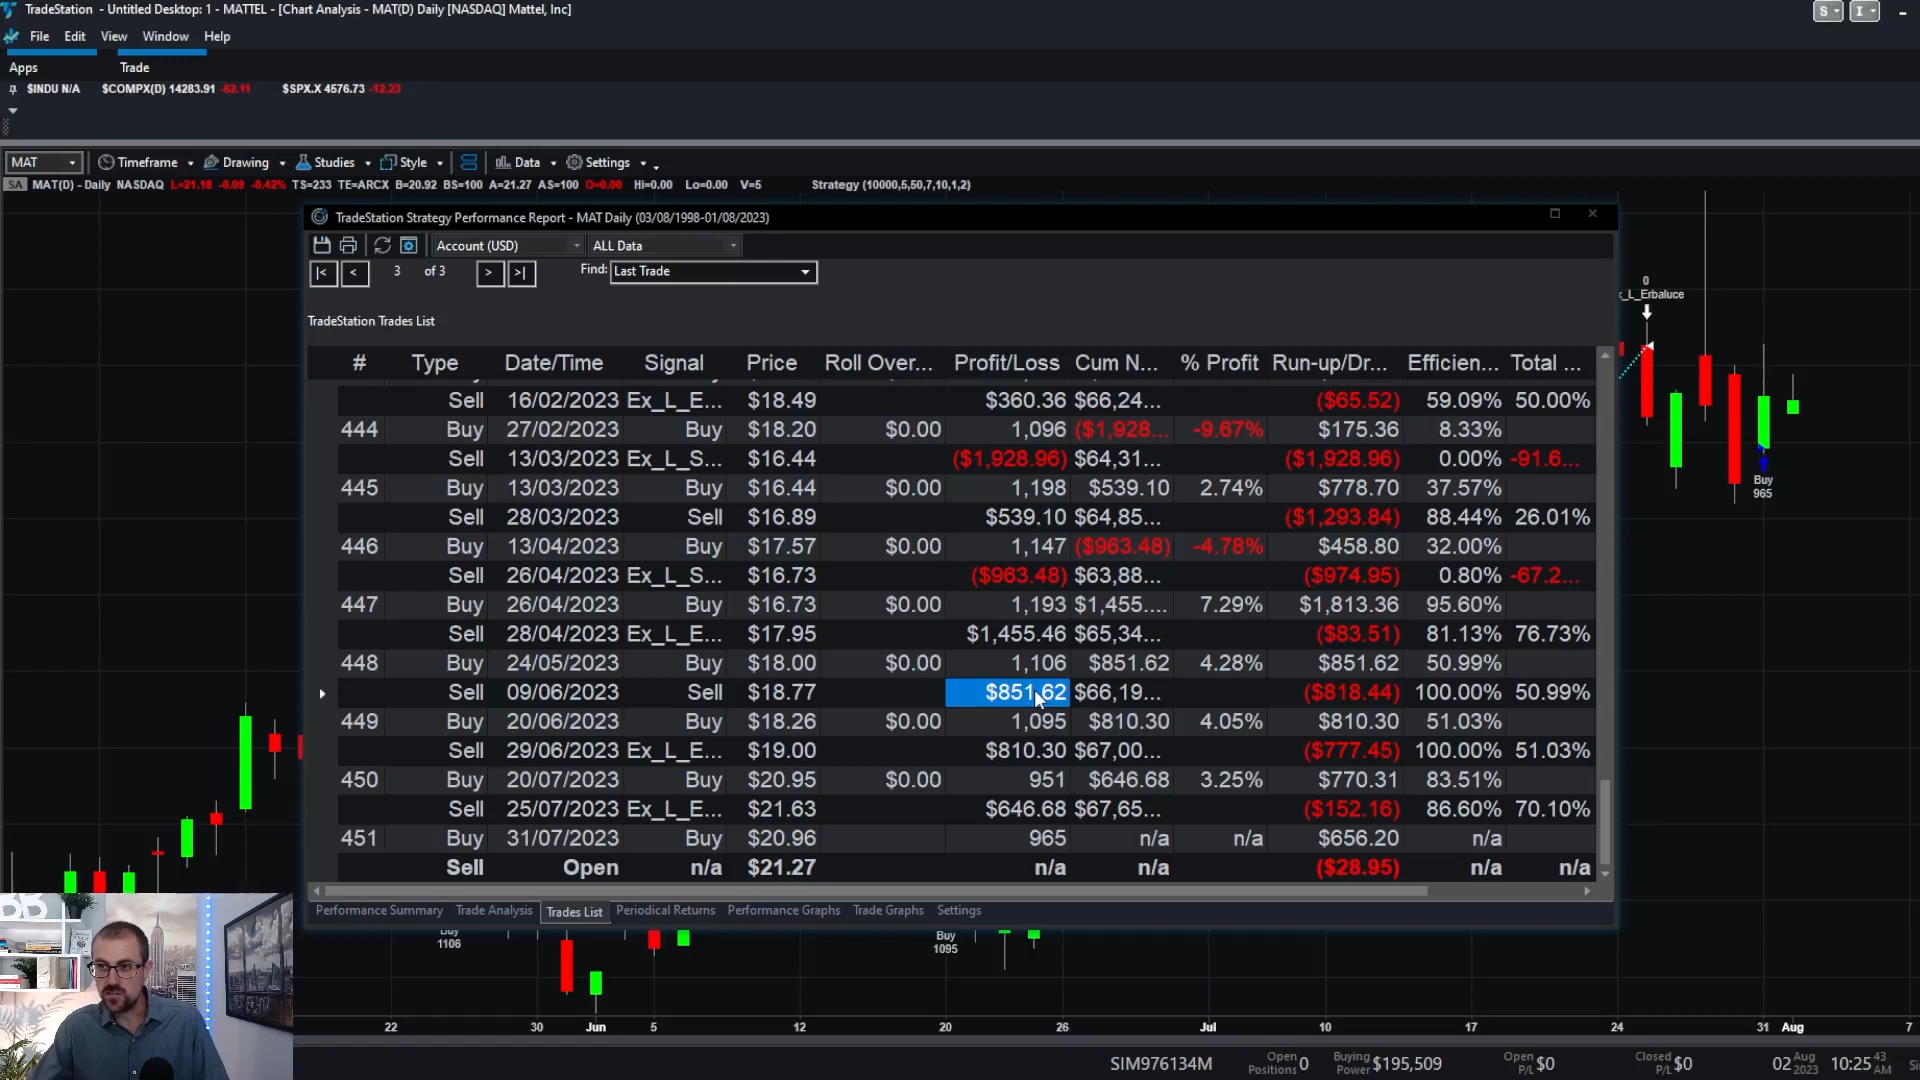 TradeStation - Untitled Desktop: 1 - MATTEL - [Chart Analysis - MAT(D) Daily [NASDAQ] Mattel, Inc]
S I
File Edit View Window Help
Apps Trade
$INDU N/A $COMPX(D) 14283.91 -62.11 $SPX.X 4576.73 -12.23
MAT Timeframe Drawing Studies Style Data Settings
SA MAT(D) - Daily NASDAQ L=21.18 -0.09 -0.42% TS=233 TE=ARCX B=20.92 BS=100 A=21.27 AS=100 O=0.00 Hi=0.00 Lo=0.00 V=5 Strategy (10000,5,50,7,10,1,2)
TradeStation Strategy Performance Report - MAT Daily (03/08/1998-01/08/2023)
Account (USD) ALL Data
|< < 3 of 3 > >| Find: Last Trade
TradeStation Trades List
# Type Date/Time Signal Price Roll Over... Profit/Loss Cum N... % Profit Run-up/Dr... Efficien... Total ...
Sell 16/02/2023 Ex_L_E... $18.49 $360.36 $66,24... ($65.52) 59.09% 50.00%
444 Buy 27/02/2023 Buy $18.20 $0.00 1,096 ($1,928... -9.67% $175.36 8.33%
Sell 13/03/2023 Ex_L_S... $16.44 ($1,928.96) $64,31... ($1,928.96) 0.00% -91.6...
445 Buy 13/03/2023 Buy $16.44 $0.00 1,198 $539.10 2.74% $778.70 37.57%
Sell 28/03/2023 Sell $16.89 $539.10 $64,85... ($1,293.84) 88.44% 26.01%
446 Buy 13/04/2023 Buy $17.57 $0.00 1,147 ($963.48) -4.78% $458.80 32.00%
Sell 26/04/2023 Ex_L_S... $16.73 ($963.48) $63,88... ($974.95) 0.80% -67.2...
447 Buy 26/04/2023 Buy $16.73 $0.00 1,193 $1,455.... 7.29% $1,813.36 95.60%
Sell 28/04/2023 Ex_L_E... $17.95 $1,455.46 $65,34... ($83.51) 81.13% 76.73%
448 Buy 24/05/2023 Buy $18.00 $0.00 1,106 $851.62 4.28% $851.62 50.99%
Sell 09/06/2023 Sell $18.77 $851.62 $66,19... ($818.44) 100.00% 50.99%
449 Buy 20/06/2023 Buy $18.26 $0.00 1,095 $810.30 4.05% $810.30 51.03%
Sell 29/06/2023 Ex_L_E... $19.00 $810.30 $67,00... ($777.45) 100.00% 51.03%
450 Buy 20/07/2023 Buy $20.95 $0.00 951 $646.68 3.25% $770.31 83.51%
Sell 25/07/2023 Ex_L_E... $21.63 $646.68 $67,65... ($152.16) 86.60% 70.10%
451 Buy 31/07/2023 Buy $20.96 965 n/a n/a $656.20 n/a
Sell Open n/a $21.27 n/a n/a ($28.95) n/a n/a
Performance Summary Trade Analysis Trades List Periodical Returns Performance Graphs Trade Graphs Settings
0
_L_Erbaluce
Buy
965
Buy
1106
Buy
1095
22 30 Jun 5 12 20 26 Jul 10 17 24 31 Aug 7
SIM976134M Open Positions 0 Buying Power $195,509 Open P/L $0 Closed P/L $0 02 Aug 2023 10:25 43 AM